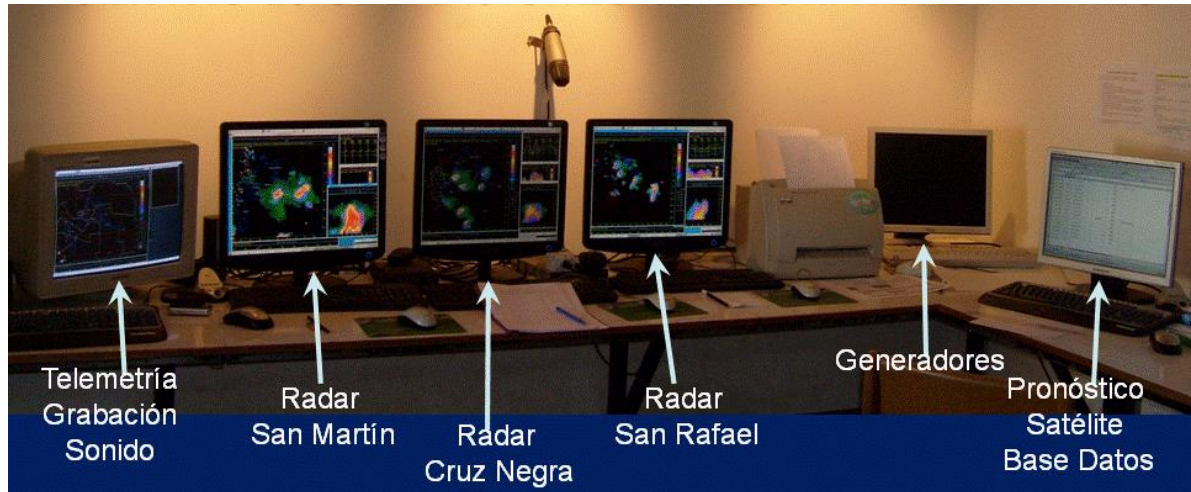 Telemetría
Grabación
Sonido
Radar
San Martín
Radar
Cruz Negra
Radar
San Rafael
Generadores
Pronóstico
Satélite
Base Datos